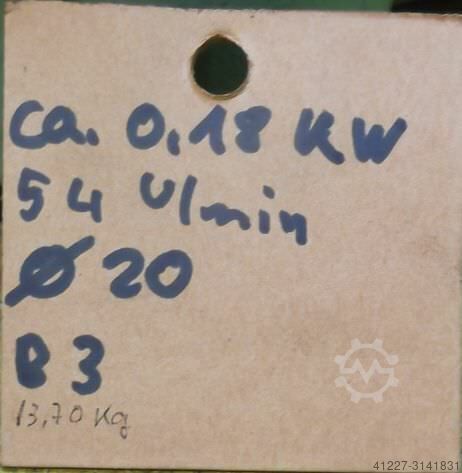 ca. 0,18 KW
54 U/min
Ø 20
B 3
13,70 Kg
41227-3141831